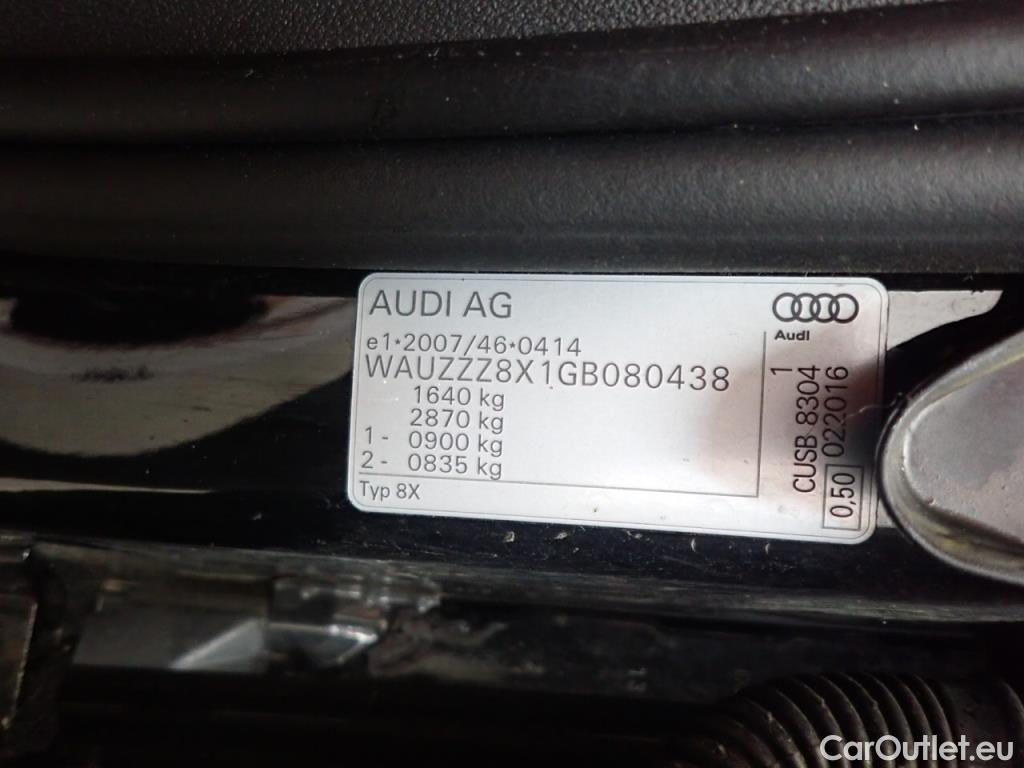 AUDI AG
e1*2007/46*0414
WAUZZZ8X1GB080438
1640 kg
2870 kg
1- 0900 kg
2- 0835 kg
Typ 8X
Audi
1
CUSB 8304
022016
0,50
CarOutlet.eu